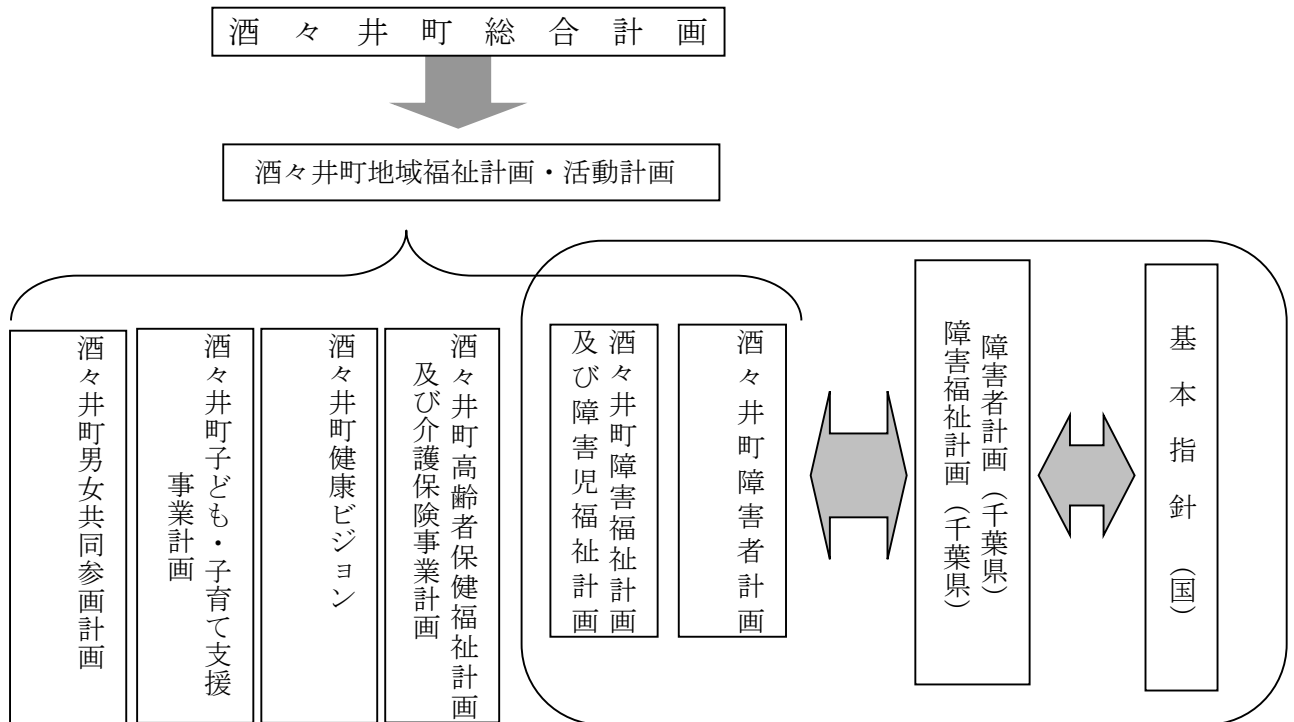 酒々井町総合計画
酒々井町地域福祉計画・活動計画
酒々井町男女共同参画計画
酒々井町子ども・子育て支援
事業計画
酒々井町健康ビジョン
酒々井町高齢者保健福祉計画
及び介護保険事業計画
酒々井町障害福祉計画
及び障害児福祉計画
酒々井町障害者計画
障害者計画（千葉県）
障害福祉計画（千葉県）
基本指針（国）